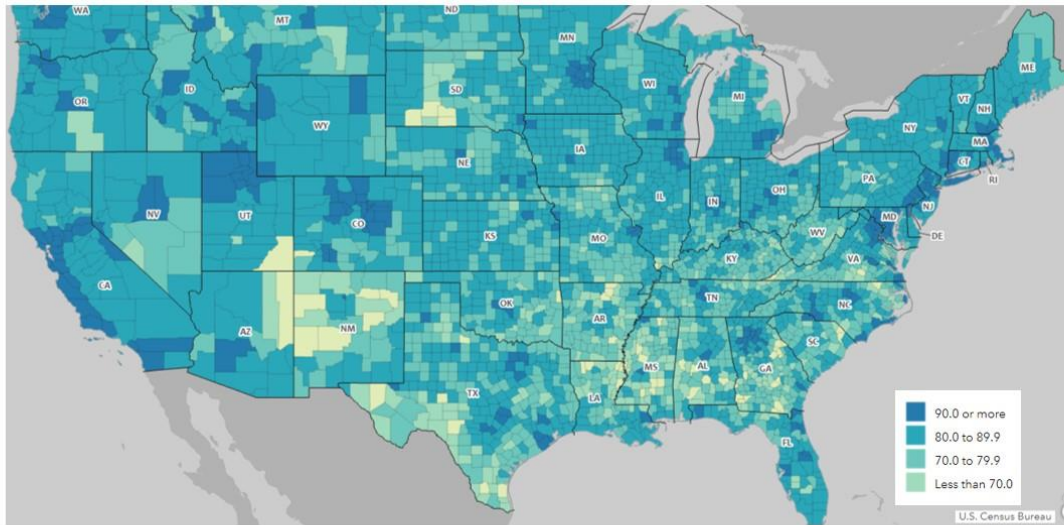 WA
MT
ND
MN
ME
OR
ID
SD
WI
MI
VT
NH
WY
NY
MA
NE
IA
CT
RI
PA
NV
UT
CO
IL
IN
OH
NJ
MD
DE
KS
MO
WV
VA
KY
CA
AZ
NM
OK
TN
NC
AR
SC
TX
LA
MS
AL
GA
FL
90.0 or more
80.0 to 89.9
70.0 to 79.9
Less than 70.0
U.S. Census Bureau